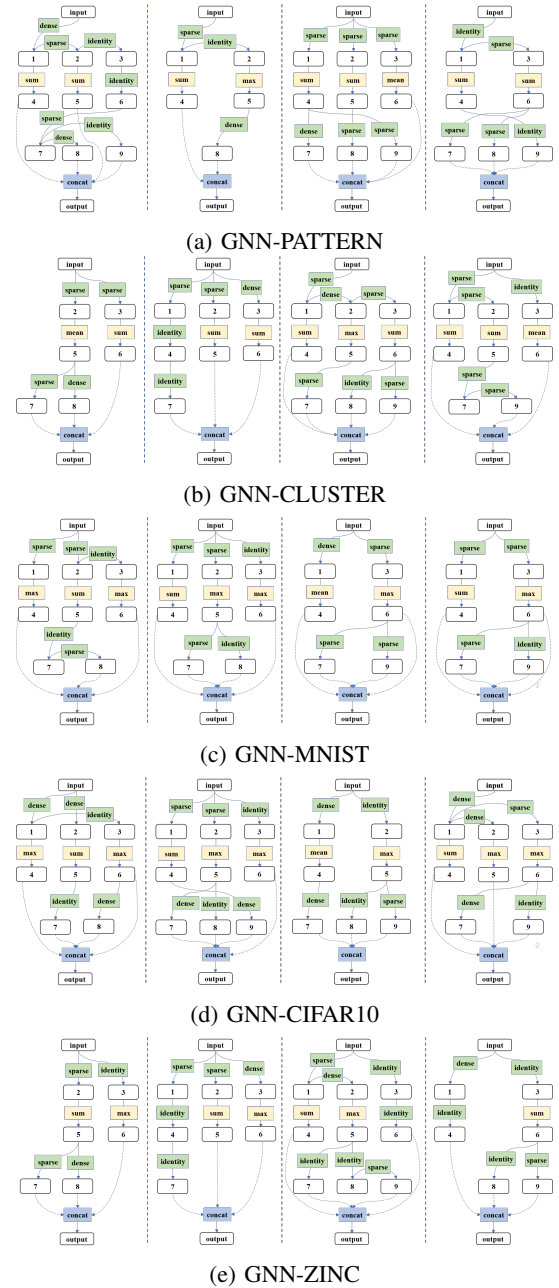 input input input input
dense sparse identity sparse identity sparse sparse sparse identity sparse
1 2 3 1 2 1 2 3 1 3
sum sum identity sum max sum sum mean sum sum
4 5 6 4 5 4 5 6 4 6
sparse dense identity dense dense sparse sparse sparse sparse identity
7 8 9 8 7 8 9 7 8 9
concat concat concat concat
output output output output
(a) GNN-PATTERN
input input input input
sparse sparse sparse sparse dense sparse dense sparse sparse sparse identity
2 3 1 2 3 1 2 3 1 2 3
mean sum identity sum sum sum max sum sum sum mean
5 6 4 5 6 4 5 6 4 5 6
sparse dense identity sparse identity sparse sparse sparse
7 8 7 7 8 9 7 9
concat concat concat concat
output output output output
(b) GNN-CLUSTER
input input input input
sparse sparse identity sparse sparse identity dense sparse sparse sparse
1 2 3 1 2 3 1 3 1 3
max sum max sum max max mean max sum max
4 5 6 4 5 6 4 6 4 6
identity sparse sparse identity sparse sparse sparse identity
7 8 7 8 7 9 7 9
concat concat concat concat
output output output output
(c) GNN-MNIST
input input input input
dense dense identity sparse sparse identity dense identity dense dense sparse
1 2 3 1 2 3 1 2 1 2 3
max sum max sum max max mean max sum max max
4 5 6 4 5 6 4 5 4 5 6
identity dense dense identity dense dense identity sparse dense identity
7 8 7 8 9 7 8 9 7 9
concat concat concat concat
output output output output
(d) GNN-CIFAR10
input input input input
sparse identity sparse sparse dense sparse dense identity dense identity
2 3 1 2 3 1 2 3 1 3
sum max identity sum max sum max identity identity sum
5 6 4 5 6 4 5 6 4 6
sparse dense identity identity identity sparse identity sparse
7 8 7 7 8 9 8 9
concat concat concat concat
output output output output
(e) GNN-ZINC